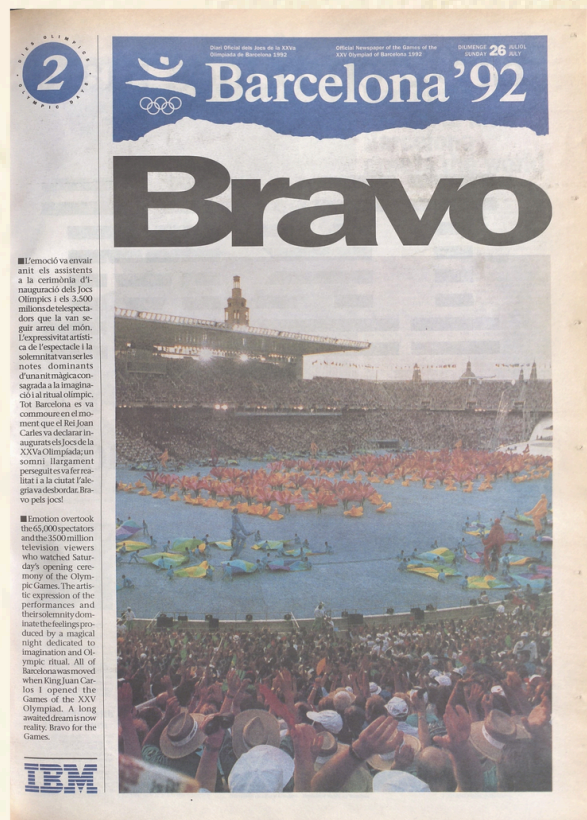 DIES OLÍMPICS
2
OLYMPIC DAYS
Diari Oficial dels Jocs de la XXVa
Olimpíada de Barcelona 1992
Official Newspaper of the Games of the
XXV Olympiad of Barcelona 1992
DIUMENGE 26 JULIOL
SUNDAY JULY
Barcelona '92
Bravo
■L'emoció va envair
anit els assistents
a la cerimònia d'i-
nauguració dels Jocs
Olímpics i els 3.500
milions de telespecta-
dors que la van se-
guir arreu del món.
L'expressivitat artísti-
ca de l'espectacle i la
solemnitat van ser les
notes dominants
d'una nit màgica con-
sagrada a la imagina-
ció i al ritual olímpic.
Tot Barcelona es va
commoure en el mo-
ment que el Rei Joan
Carles va declarar in-
augurats els Jocs de la
XXVa Olimpíada; un
somni llargament
perseguit es va fer rea-
litat i a la ciutat l'ale-
gria va desbordar. Bra-
vo pels jocs!
■Emotion overtook
the 65,000 spectators
and the 3500 million
television viewers
who watched Satur-
day's opening cere-
mony of the Olym-
pic Games. The artis-
tic expression of the
performances and
their solemnity dom-
inate the feelings pro-
duced by a magical
night dedicated to
imagination and Ol-
ympic ritual. All of
Barcelona was moved
when King Juan Car-
los I opened the
Games of the XXV
Olympiad. A long
awaited dream is now
reality. Bravo for the
Games.
IBM